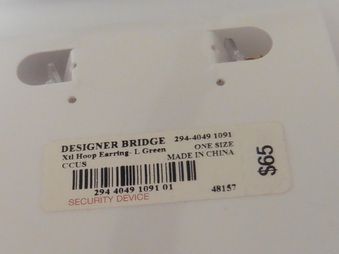 DESIGNER BRIDGE 294-4049 1091
Xtl Hoop Earring- L Green ONE SIZE
CCUS MADE IN CHINA
294 4049 1091 01 48157
SECURITY DEVICE
$65